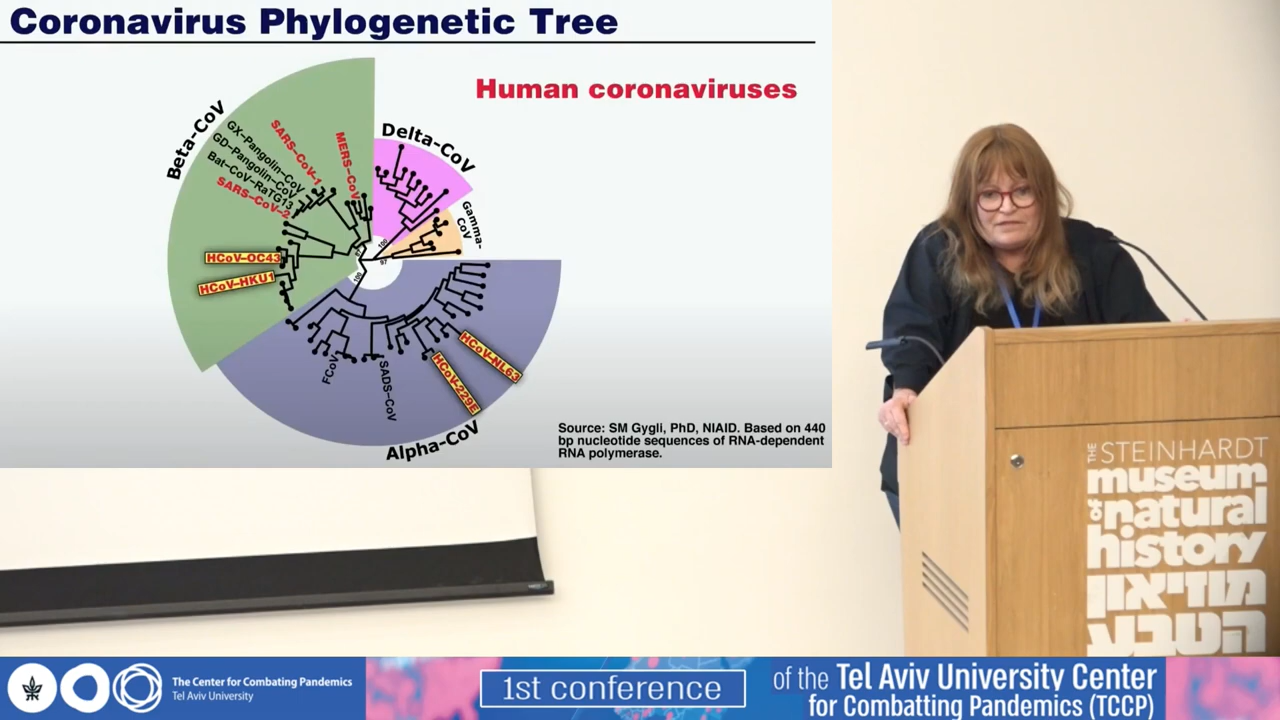 Coronavirus Phylogenetic Tree
Human coronaviruses
Beta-CoV
GX-Pangolin-CoV
GD-Pangolin-CoV
Bat-CoV-RaTG13
SARS-CoV-2
SARS-CoV-1
MERS-CoV
Delta-CoV
Gamma-
CoV
HCoV-OC43
HCoV-HKU1
100
97
100
FCoV
SADS-CoV
HCoV-229E
HCoV-NL63
Alpha-CoV
Source: SM Gygli, PhD, NIAID. Based on 440
bp nucleotide sequences of RNA-dependent
RNA polymerase.
THE STEINHARDT
museum
of natural
history
מוזיאון
הטבע
The Center for Combating Pandemics
Tel Aviv University
1st conference
of the Tel Aviv University Center
for Combatting Pandemics (TCCP)